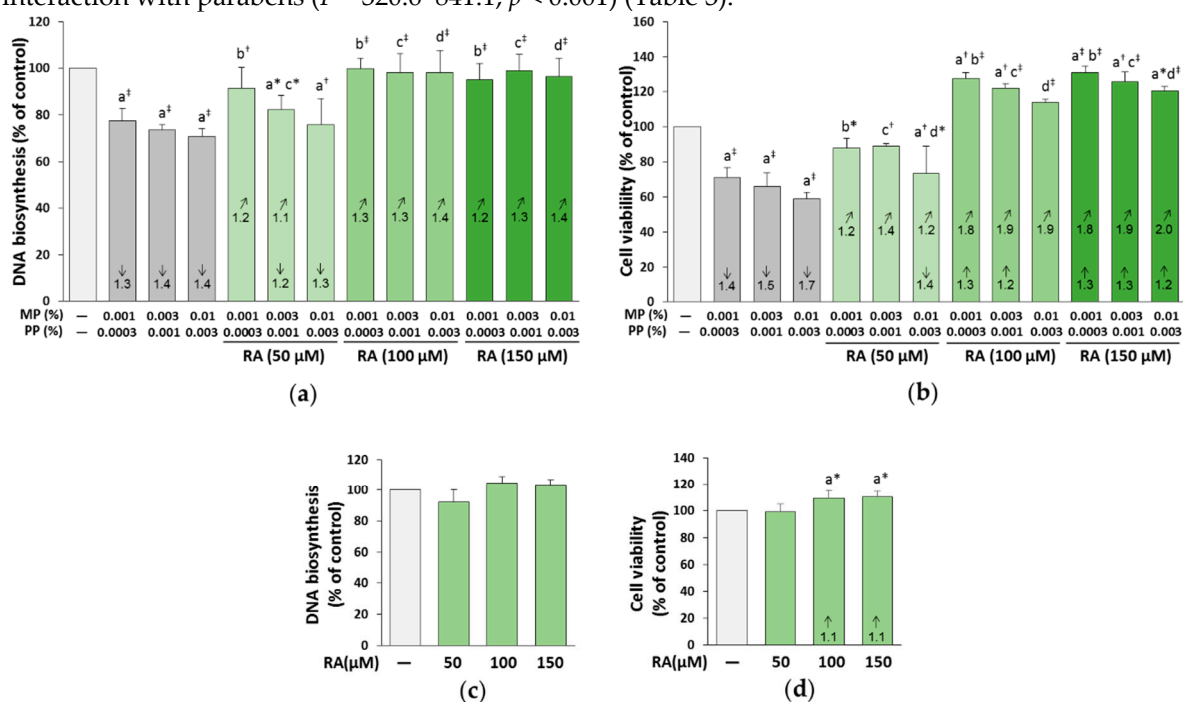 interaction with parabens (F = 320.6–841.1; p < 0.001) (Table 3).
DNA biosynthesis (% of control)
120
100
80
60
40
20
0
a‡ a‡ a‡ b† a* c* a† b‡ c‡ d‡ b‡ c‡ d‡
↗ ↗ ↗ ↗ ↗ ↗ ↗ ↗
1.2 1.1 1.3 1.3 1.4 1.2 1.3 1.4
↓ ↓ ↓ ↓ ↓
1.3 1.4 1.4 1.2 1.3
MP (%) — 0.001 0.003 0.01 0.001 0.003 0.01 0.001 0.003 0.01 0.001 0.003 0.01
PP (%) — 0.0003 0.001 0.003 0.0003 0.001 0.003 0.0003 0.001 0.003 0.0003 0.001 0.003
RA (50 μM) RA (100 μM) RA (150 μM)
(a)
Cell viability (% of control)
160
140
120
100
80
60
40
20
0
a‡ a‡ a‡ b* c† a† d* a† b‡ a† c‡ d‡ a‡ b‡ a† c‡ a* d‡
↗ ↗ ↗ ↗ ↗ ↗ ↗ ↗ ↗
1.2 1.4 1.2 1.8 1.9 1.9 1.8 1.9 2.0
↓ ↓ ↓ ↓ ↑ ↑ ↑ ↑ ↑
1.4 1.5 1.7 1.4 1.3 1.2 1.3 1.3 1.2
MP (%) — 0.001 0.003 0.01 0.001 0.003 0.01 0.001 0.003 0.01 0.001 0.003 0.01
PP (%) — 0.0003 0.001 0.003 0.0003 0.001 0.003 0.0003 0.001 0.003 0.0003 0.001 0.003
RA (50 μM) RA (100 μM) RA (150 μM)
(b)
DNA biosynthesis
(% of control)
120
100
80
60
40
20
0
RA(μM) — 50 100 150
(c)
Cell viability
(% of control)
140
120
100
80
60
40
20
0
a* a*
↑ ↑
1.1 1.1
RA(μM) — 50 100 150
(d)